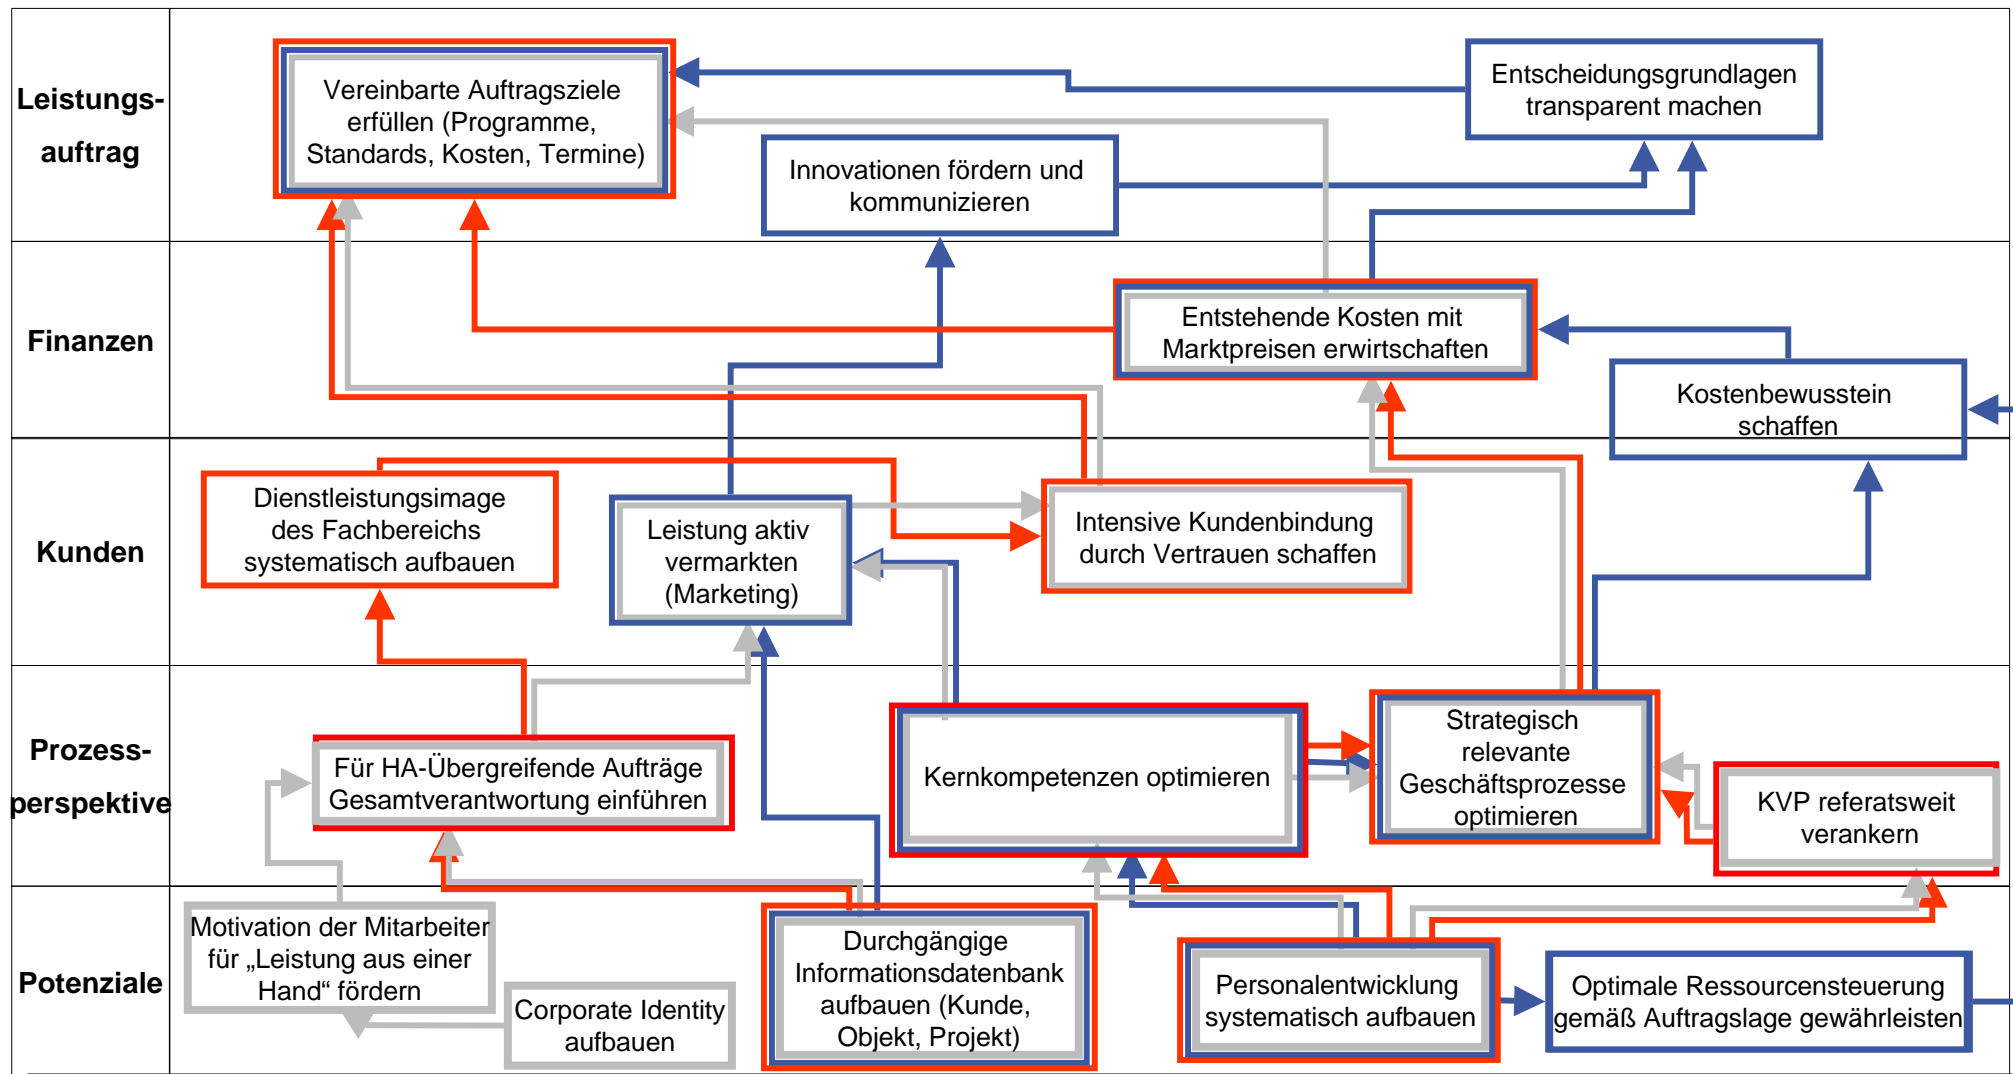 Leistungs-
auftrag
Vereinbarte Auftragsziele
erfüllen (Programme,
Standards, Kosten, Termine)
Innovationen fördern und
kommunizieren
Entscheidungsgrundlagen
transparent machen
Finanzen
Entstehende Kosten mit
Marktpreisen erwirtschaften
Kostenbewusstein
schaffen
Kunden
Dienstleistungsimage
des Fachbereichs
systematisch aufbauen
Leistung aktiv
vermarkten
(Marketing)
Intensive Kundenbindung
durch Vertrauen schaffen
Prozess-
perspektive
Für HA-Übergreifende Aufträge
Gesamtverantwortung einführen
Kernkompetenzen optimieren
Strategisch
relevante
Geschäftsprozesse
optimieren
KVP referatsweit
verankern
Potenziale
Motivation der Mitarbeiter
für „Leistung aus einer
Hand“ fördern
Corporate Identity
aufbauen
Durchgängige
Informationsdatenbank
aufbauen (Kunde,
Objekt, Projekt)
Personalentwicklung
systematisch aufbauen
Optimale Ressourcensteuerung
gemäß Auftragslage gewährleisten